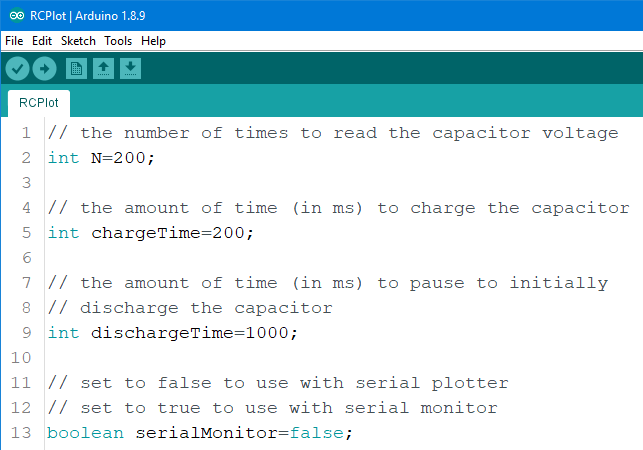 RCPlot | Arduino 1.8.9
File Edit Sketch Tools Help
RCPlot
1 // the number of times to read the capacitor voltage
2 int N=200;
3
4 // the amount of time (in ms) to charge the capacitor
5 int chargeTime=200;
6
7 // the amount of time (in ms) to pause to initially
8 // discharge the capacitor
9 int dischargeTime=1000;
10
11 // set to false to use with serial plotter
12 // set to true to use with serial monitor
13 boolean serialMonitor=false;